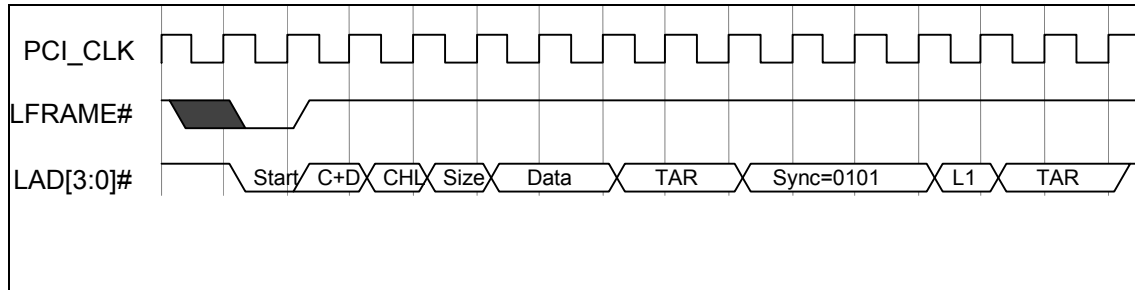 PCI_CLK
LFRAME#
LAD[3:0]# Start C+D CHL Size Data TAR Sync=0101 L1 TAR